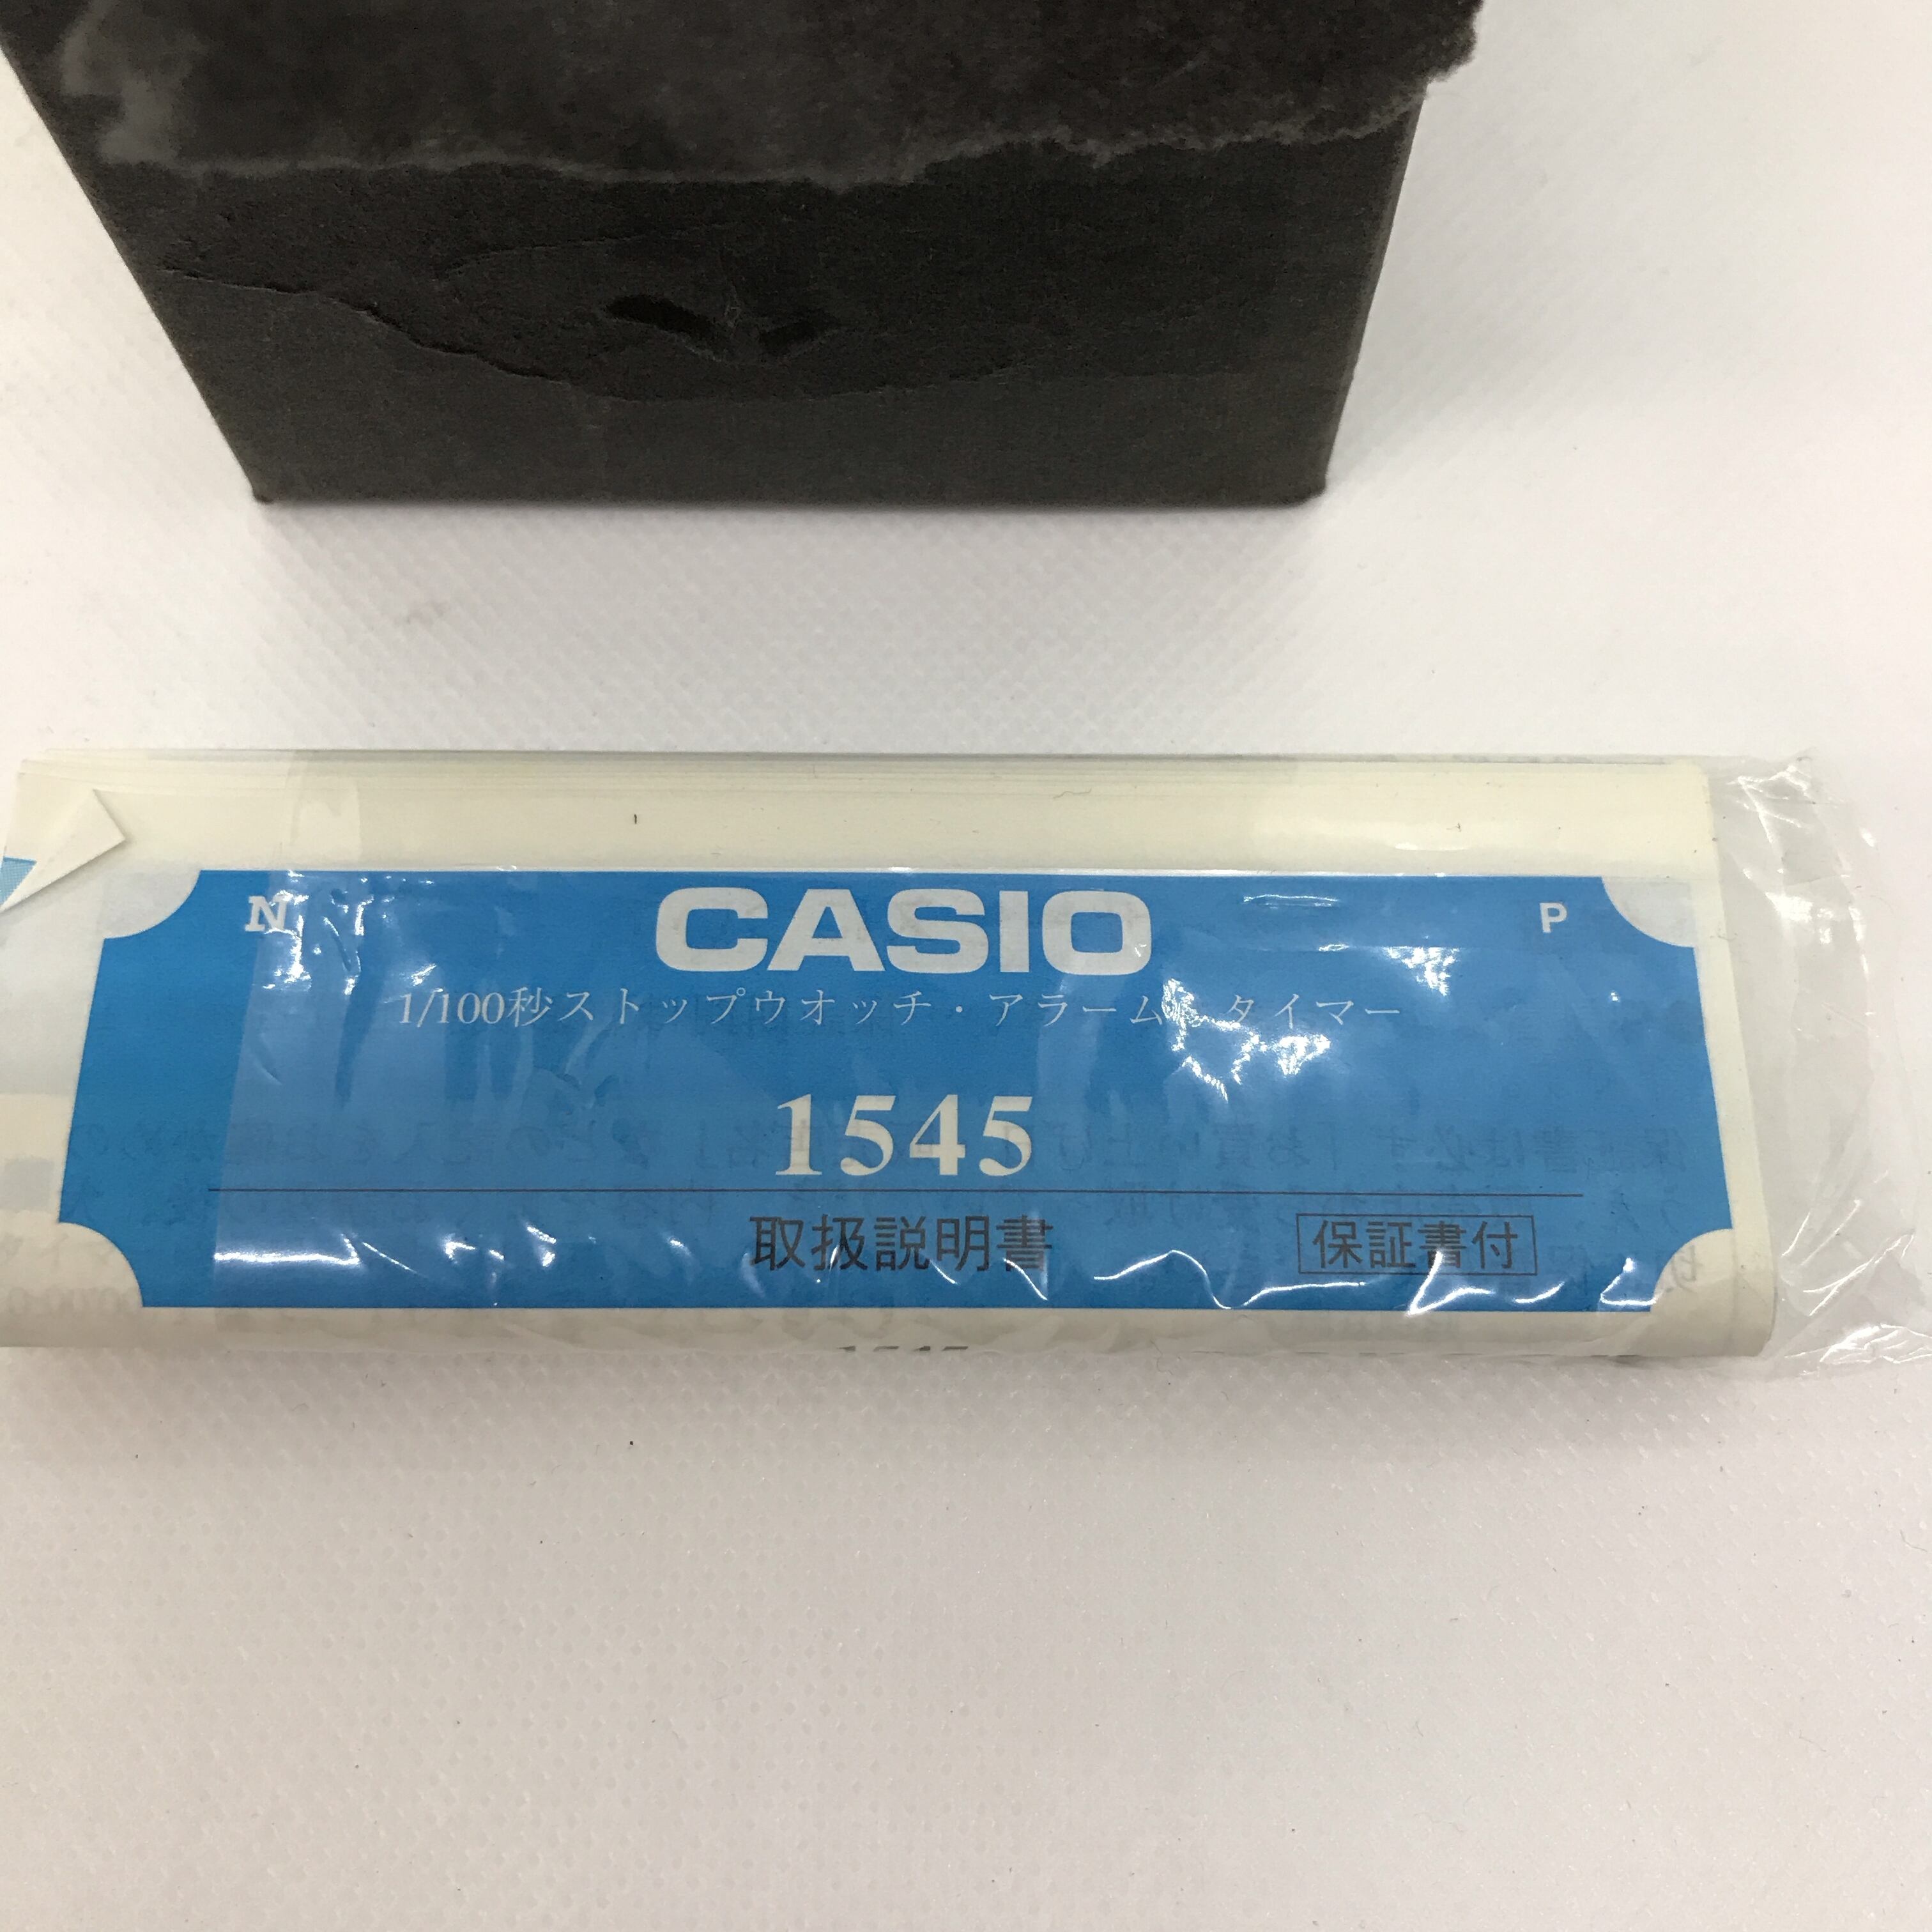 N CASIO P
1/100秒ストップウオッチ・アラーム・タイマー
1545
取扱説明書 保証書付